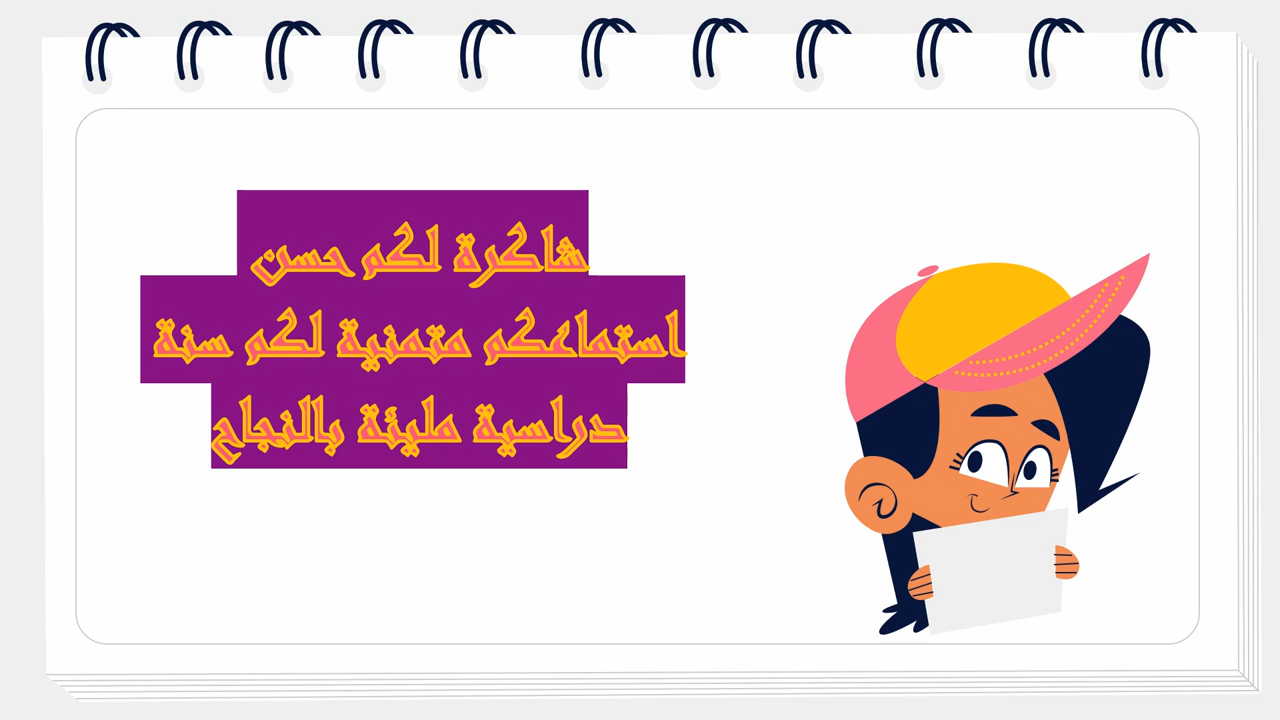 شاكرة لكم حسن
استماعكم متمنية لكم سنة
دراسية مليئة بالنجاح